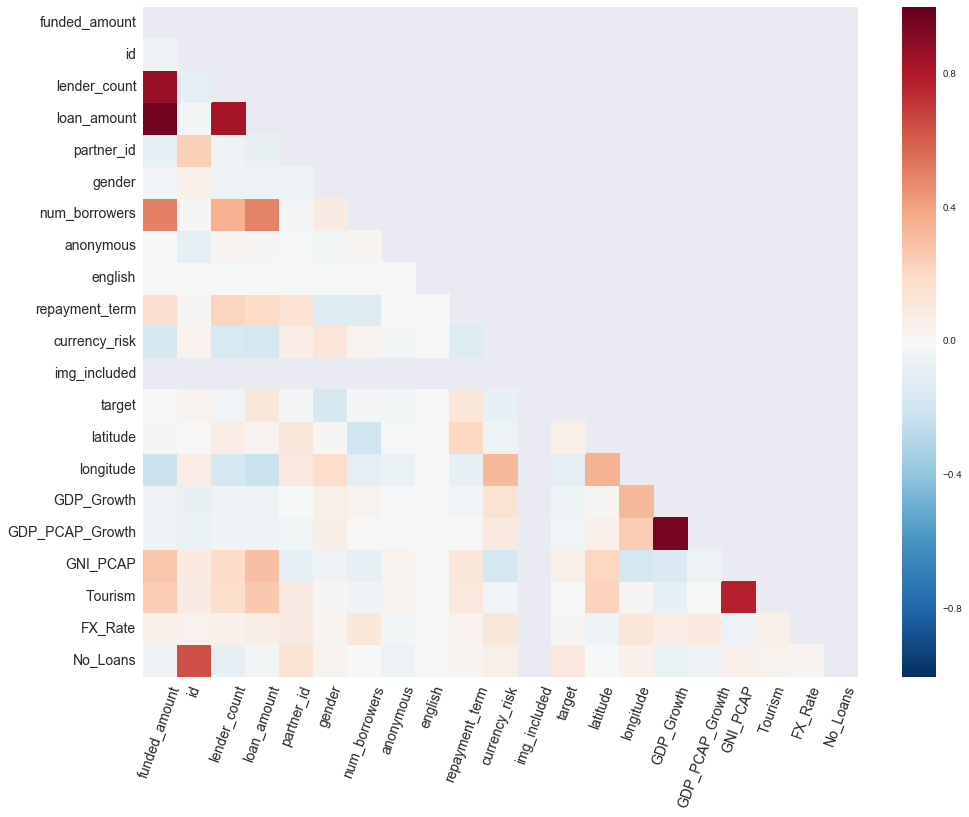 funded_amount
id
lender_count
loan_amount
partner_id
gender
num_borrowers
anonymous
english
repayment_term
currency_risk
img_included
target
latitude
longitude
GDP_Growth
GDP_PCAP_Growth
GNI_PCAP
Tourism
FX_Rate
No_Loans
funded_amount
id
lender_count
loan_amount
partner_id
gender
num_borrowers
anonymous
english
repayment_term
currency_risk
img_included
target
latitude
longitude
GDP_Growth
GDP_PCAP_Growth
GNI_PCAP
Tourism
FX_Rate
No_Loans
0.8
0.4
0.0
−0.4
−0.8